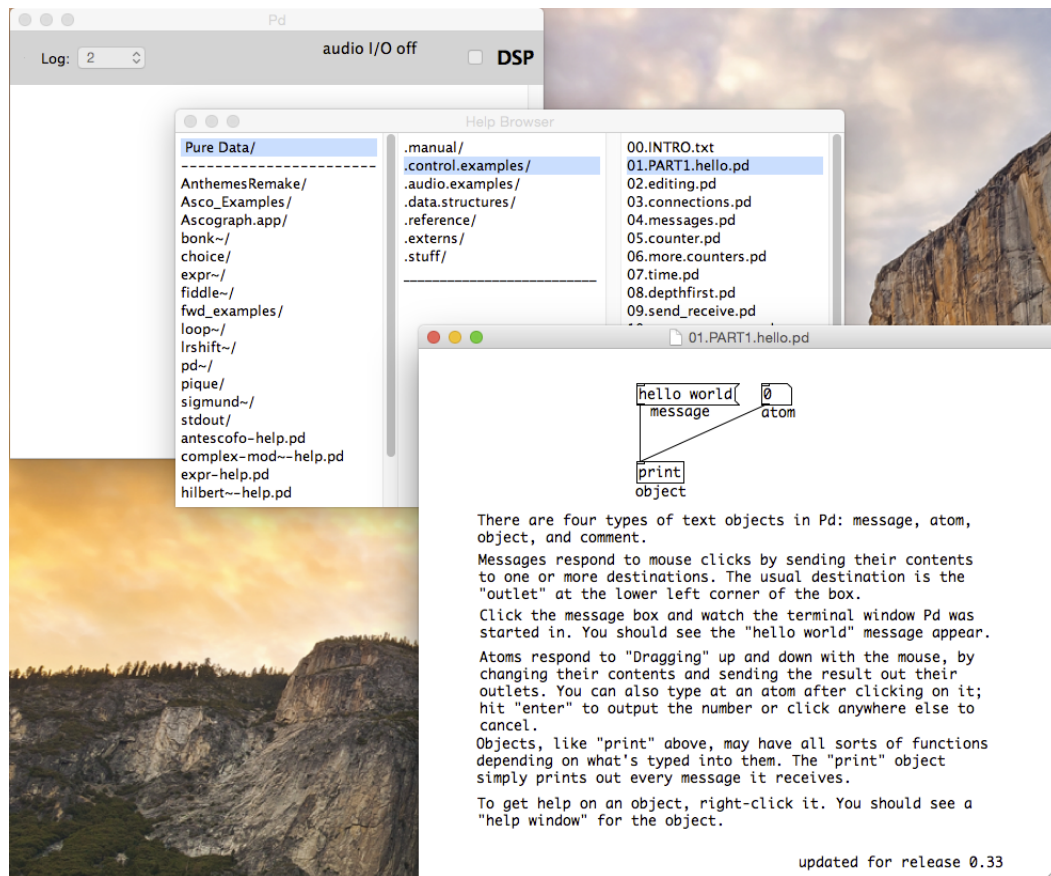 Pd
Log: 2
audio I/O off
DSP
Help Browser
Pure Data/
------------------------
AnthemesRemake/
Asco_Examples/
Ascograph.app/
bonk~/
choice/
expr~/
fiddle~/
fwd_examples/
loop~/
lrshift~/
pd~/
pique/
sigmund~/
stdout/
antescofo-help.pd
complex-mod~-help.pd
expr-help.pd
hilbert~-help.pd
.manual/
.control.examples/
.audio.examples/
.data.structures/
.reference/
.externs/
.stuff/
___________________________
00.INTRO.txt
01.PART1.hello.pd
02.editing.pd
03.connections.pd
04.messages.pd
05.counter.pd
06.more.counters.pd
07.time.pd
08.depthfirst.pd
09.send_receive.pd
01.PART1.hello.pd
hello world
0
message
atom
print
object
There are four types of text objects in Pd: message, atom,
object, and comment.
Messages respond to mouse clicks by sending their contents
to one or more destinations. The usual destination is the
"outlet" at the lower left corner of the box.
Click the message box and watch the terminal window Pd was
started in. You should see the "hello world" message appear.
Atoms respond to "Dragging" up and down with the mouse, by
changing their contents and sending the result out their
outlets. You can also type at an atom after clicking on it;
hit "enter" to output the number or click anywhere else to
cancel.
Objects, like "print" above, may have all sorts of functions
depending on what's typed into them. The "print" object
simply prints out every message it receives.
To get help on an object, right-click it. You should see a
"help window" for the object.
updated for release 0.33